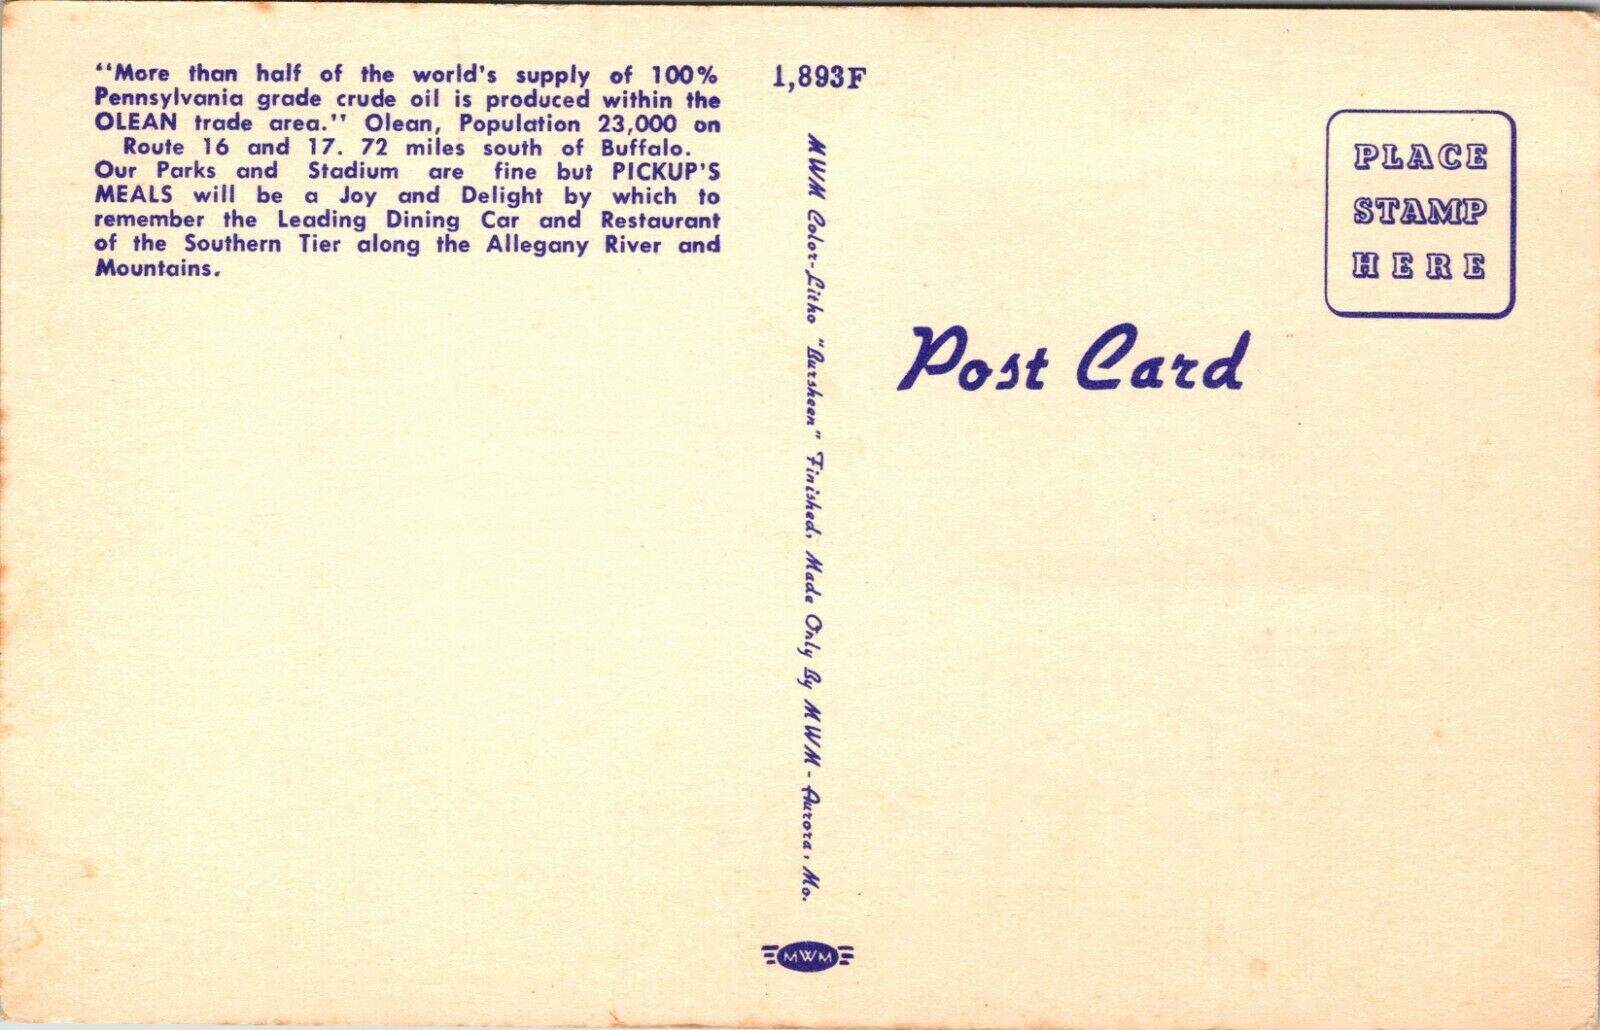 "More than half of the world's supply of 100%
Pennsylvania grade crude oil is produced within the
OLEAN trade area." Olean, Population 23,000 on
Route 16 and 17. 72 miles south of Buffalo.
Our Parks and Stadium are fine but PICKUP'S
MEALS will be a Joy and Delight by which to
remember the Leading Dining Car and Restaurant
of the Southern Tier along the Allegany River and
Mountains.
1,893F
MWM Color-Litho "Bursheen" Finished, Made Only By MWM - Aurora, Mo.
MWM
PLACE
STAMP
HERE
Post Card